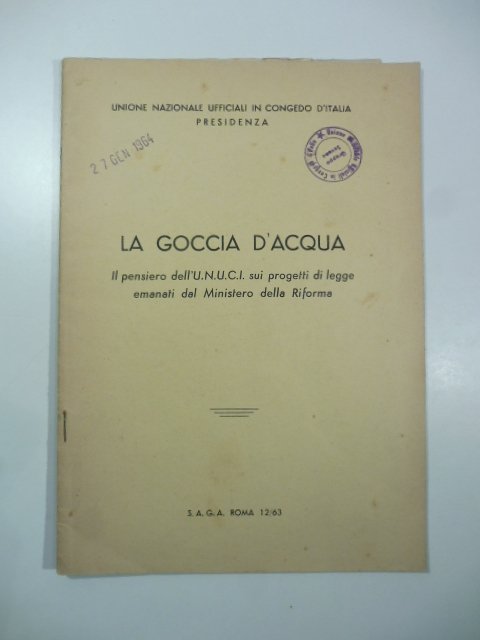 UNIONE NAZIONALE UFFICIALI IN CONGEDO D'ITALIA
PRESIDENZA
27 GEN 1964
LA GOCCIA D'ACQUA
Il pensiero dell'U.N.U.C.I. sui progetti di legge
emanati dal Ministero della Riforma
S. A. G. A. ROMA 12/63